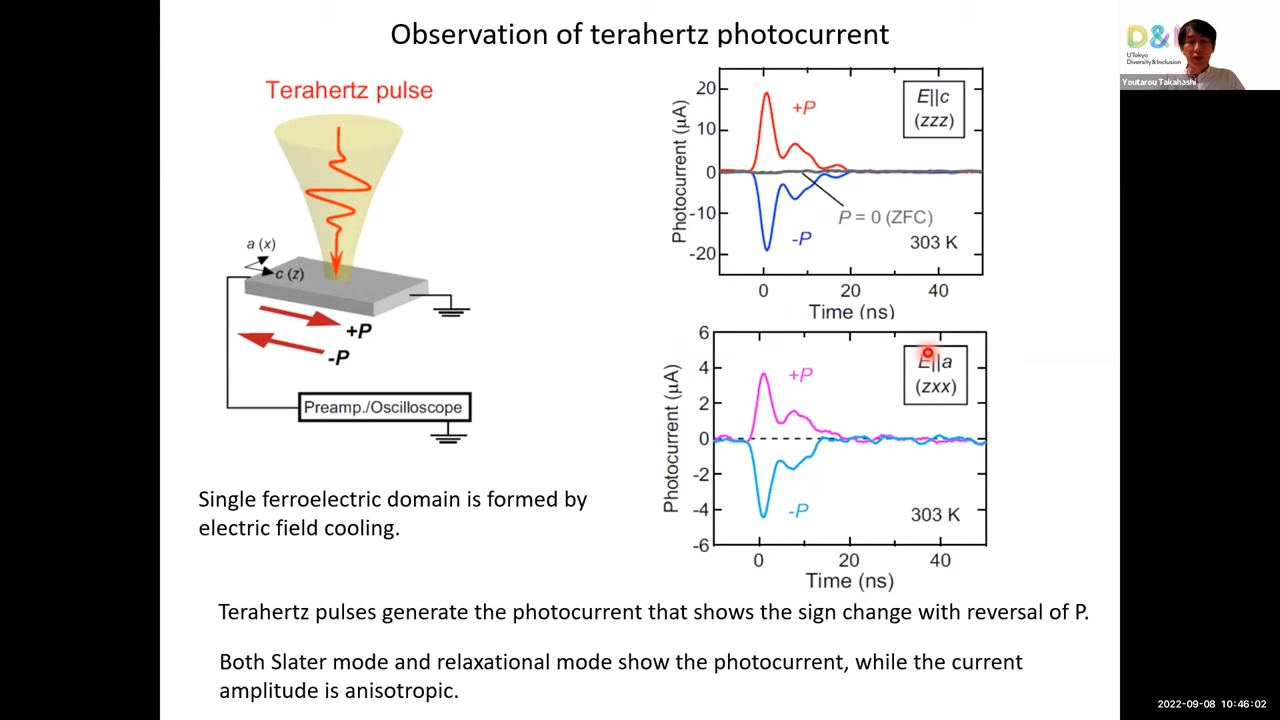 Observation of terahertz photocurrent
Terahertz pulse
a (x)
c (z)
+P
-P
Preamp./Oscilloscope
Single ferroelectric domain is formed by
electric field cooling.
Photocurrent (μA)
20
10
0
-10
-20
+P
-P
E||c
(zzz)
P = 0 (ZFC)
303 K
0
20
40
Time (ns)
Photocurrent (μA)
6
4
2
0
-2
-4
-6
+P
-P
E||a
(zxx)
303 K
0
20
40
Time (ns)
Terahertz pulses generate the photocurrent that shows the sign change with reversal of P.
Both Slater mode and relaxational mode show the photocurrent, while the current
amplitude is anisotropic.
D&
UTokyo
Diversity&Inclusion
Youtarou Takahashi
2022-09-08 10:46:02